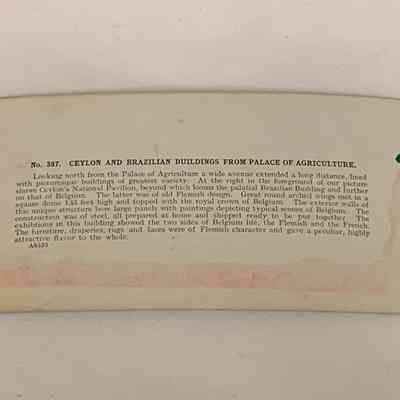 No. 337. CEYLON AND BRAZILIAN BUILDINGS FROM PALACE OF AGRICULTURE.
Looking north from the Palace of Agriculture a wide avenue extended a long distance, lined
with picturesque buildings of greatest variety. At the right in the foreground of our picture
shows Ceylon's National Pavilion, beyond which looms the palatial Brazilian Building and further
on that of Belgium. The latter was of old Flemish design. Great round arched wings met in a
square dome 135 feet high and topped with the royal crown of Belgium. The exterior walls of
this unique structure bore large panels with paintings depicting typical scenes of Belgium. The
construction was of steel, all prepared at home and shipped ready to be put together. The
exhibitions in this building showed the two sides of Belgium life, the Flemish and the French.
The furniture, draperies, rugs and laces were of Flemish character and gave a peculiar, highly
attractive flavor to the whole.